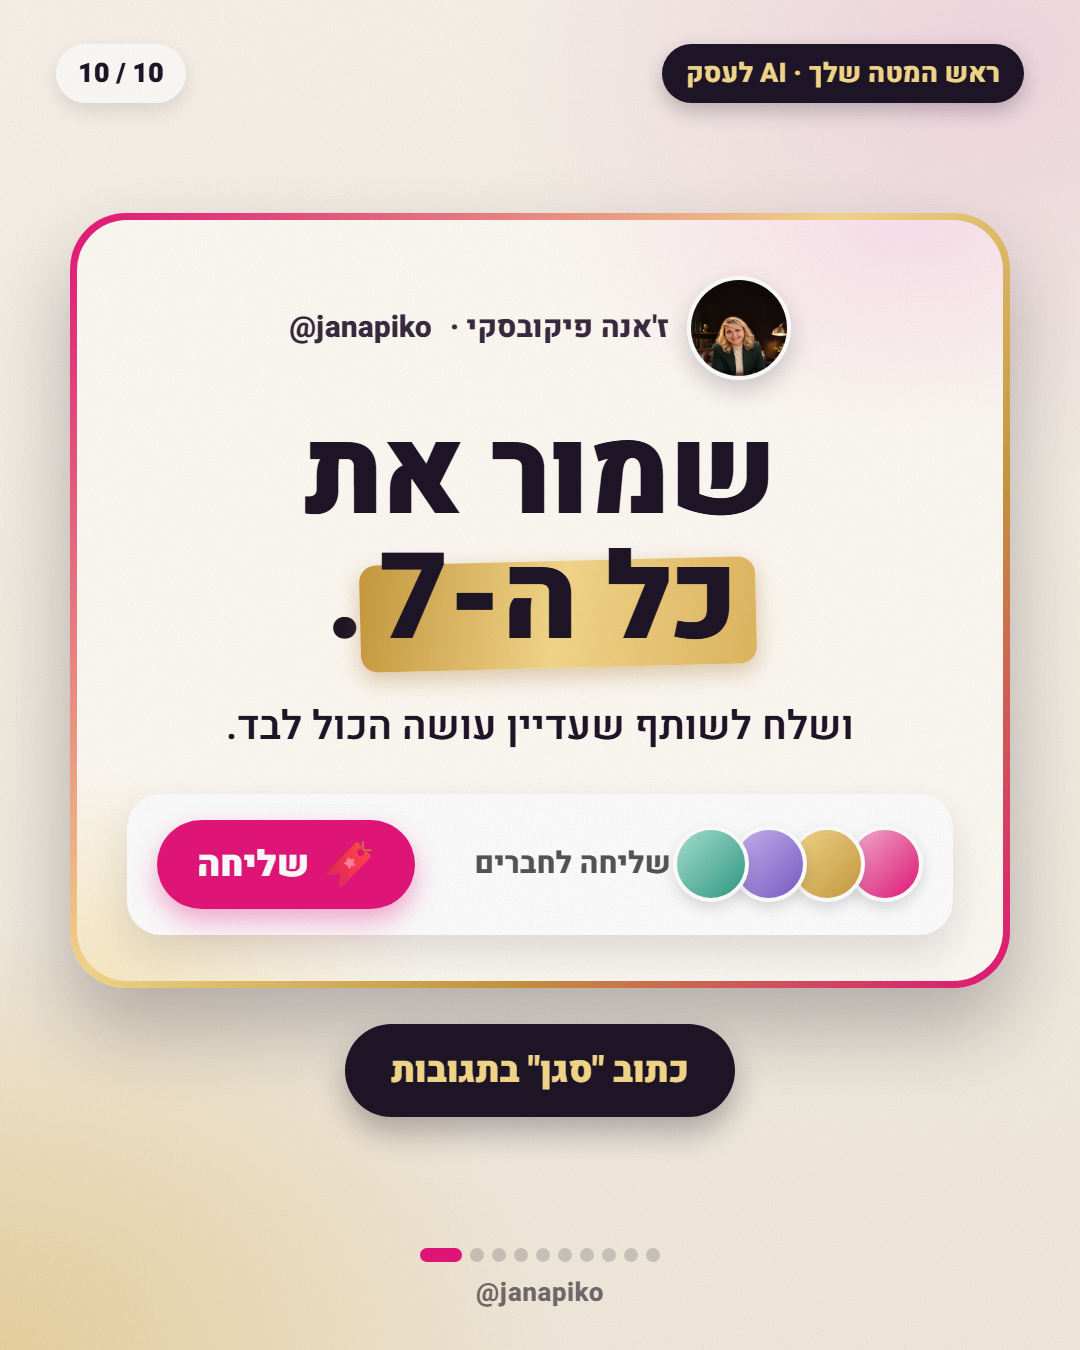 ראש המטה שלך · AI לעסק
10 / 10
ז'אנה פיקובסקי · @janapiko
שמור את
כל ה-7.
ושלח לשותף שעדיין עושה הכול לבד.
שליחה לחברים
שליחה
כתוב "סגן" בתגובות
@janapiko